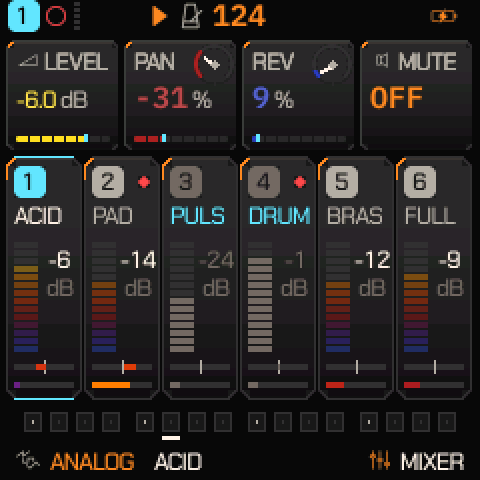 1 124
LEVEL PAN REV MUTE
-6.0 dB -31 % 9 % OFF
1 2 3 4 5 6
ACID PAD PULS DRUM BRAS FULL
-6 -14 -24 -1 -12 -9
dB dB dB dB dB dB
ANALOG ACID MIXER